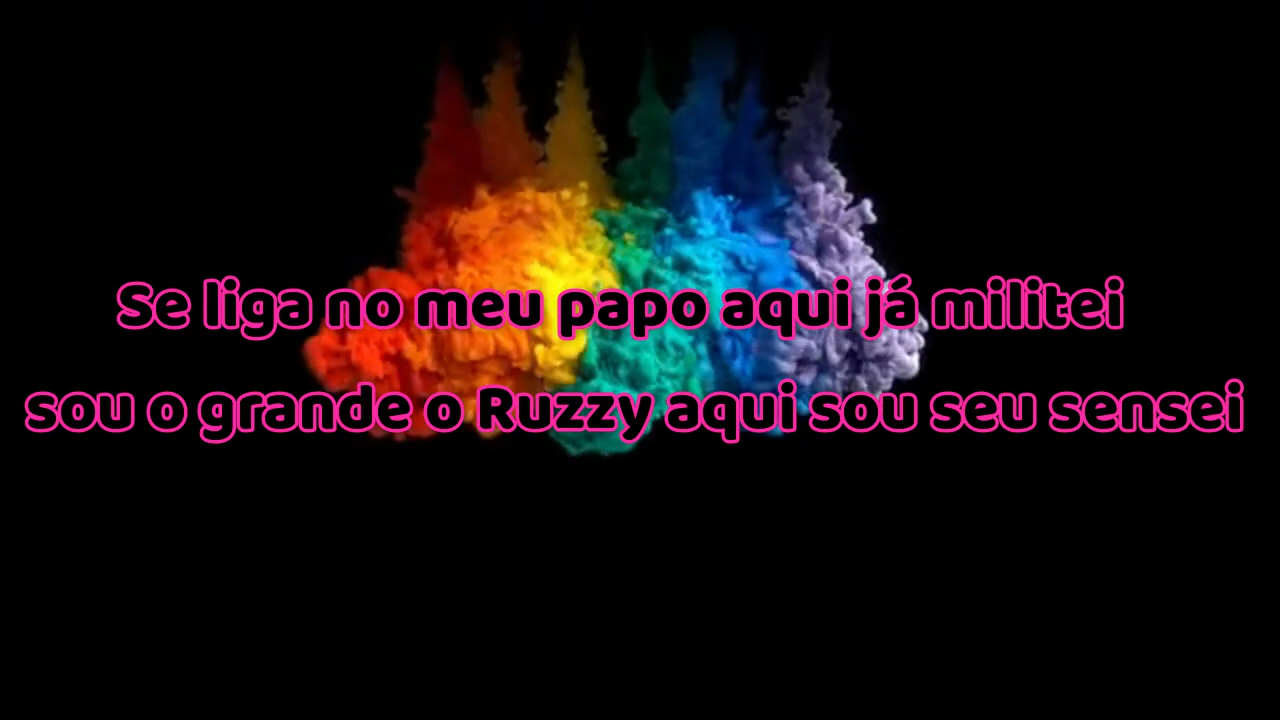 Se liga no meu papo aqui já militei
sou o grande o Ruzzy aqui sou seu sensei